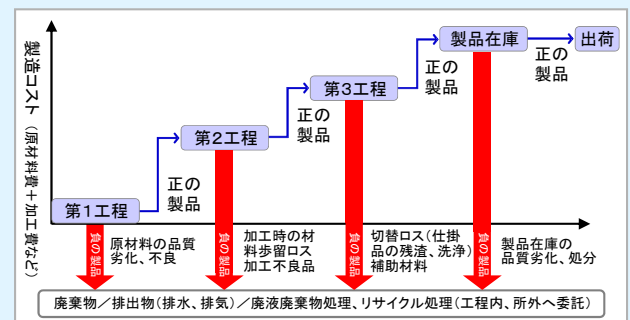 製造コスト（原材料費＋加工費など）
製品在庫
出荷
正の
製品
第3工程
正の
製品
第2工程
正の
製品
第1工程
正の
製品
負の製品
原材料の品質
劣化、不良
負の製品
加工時の材
料歩留ロス
加工不良品
負の製品
切替ロス（仕掛
品の残渣、洗浄）
補助材料
負の製品
製品在庫の
品質劣化、処分
廃棄物／排出物（排水、排気）／廃液廃棄物処理、リサイクル処理（工程内、所外へ委託）